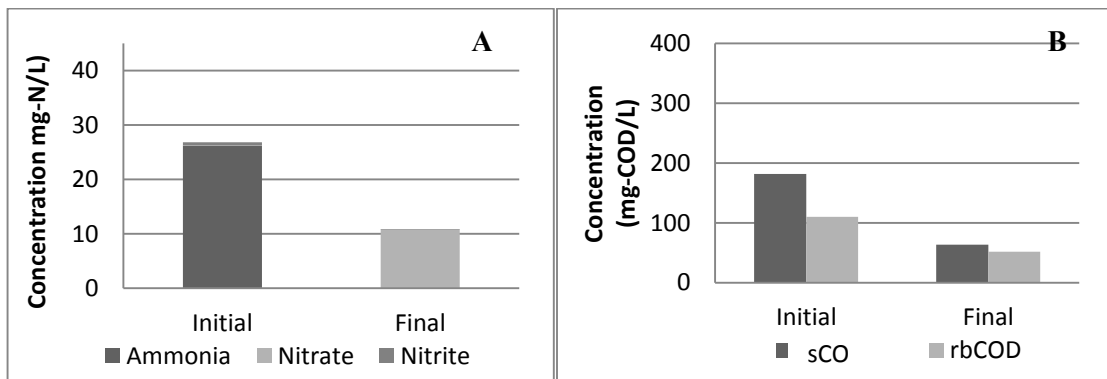 A
Concentration mg-N/L)
40
30
20
10
0
Initial Final
Ammonia Nitrate Nitrite
B
Concentration
(mg-COD/L)
400
300
200
100
0
Initial Final
sCO rbCOD